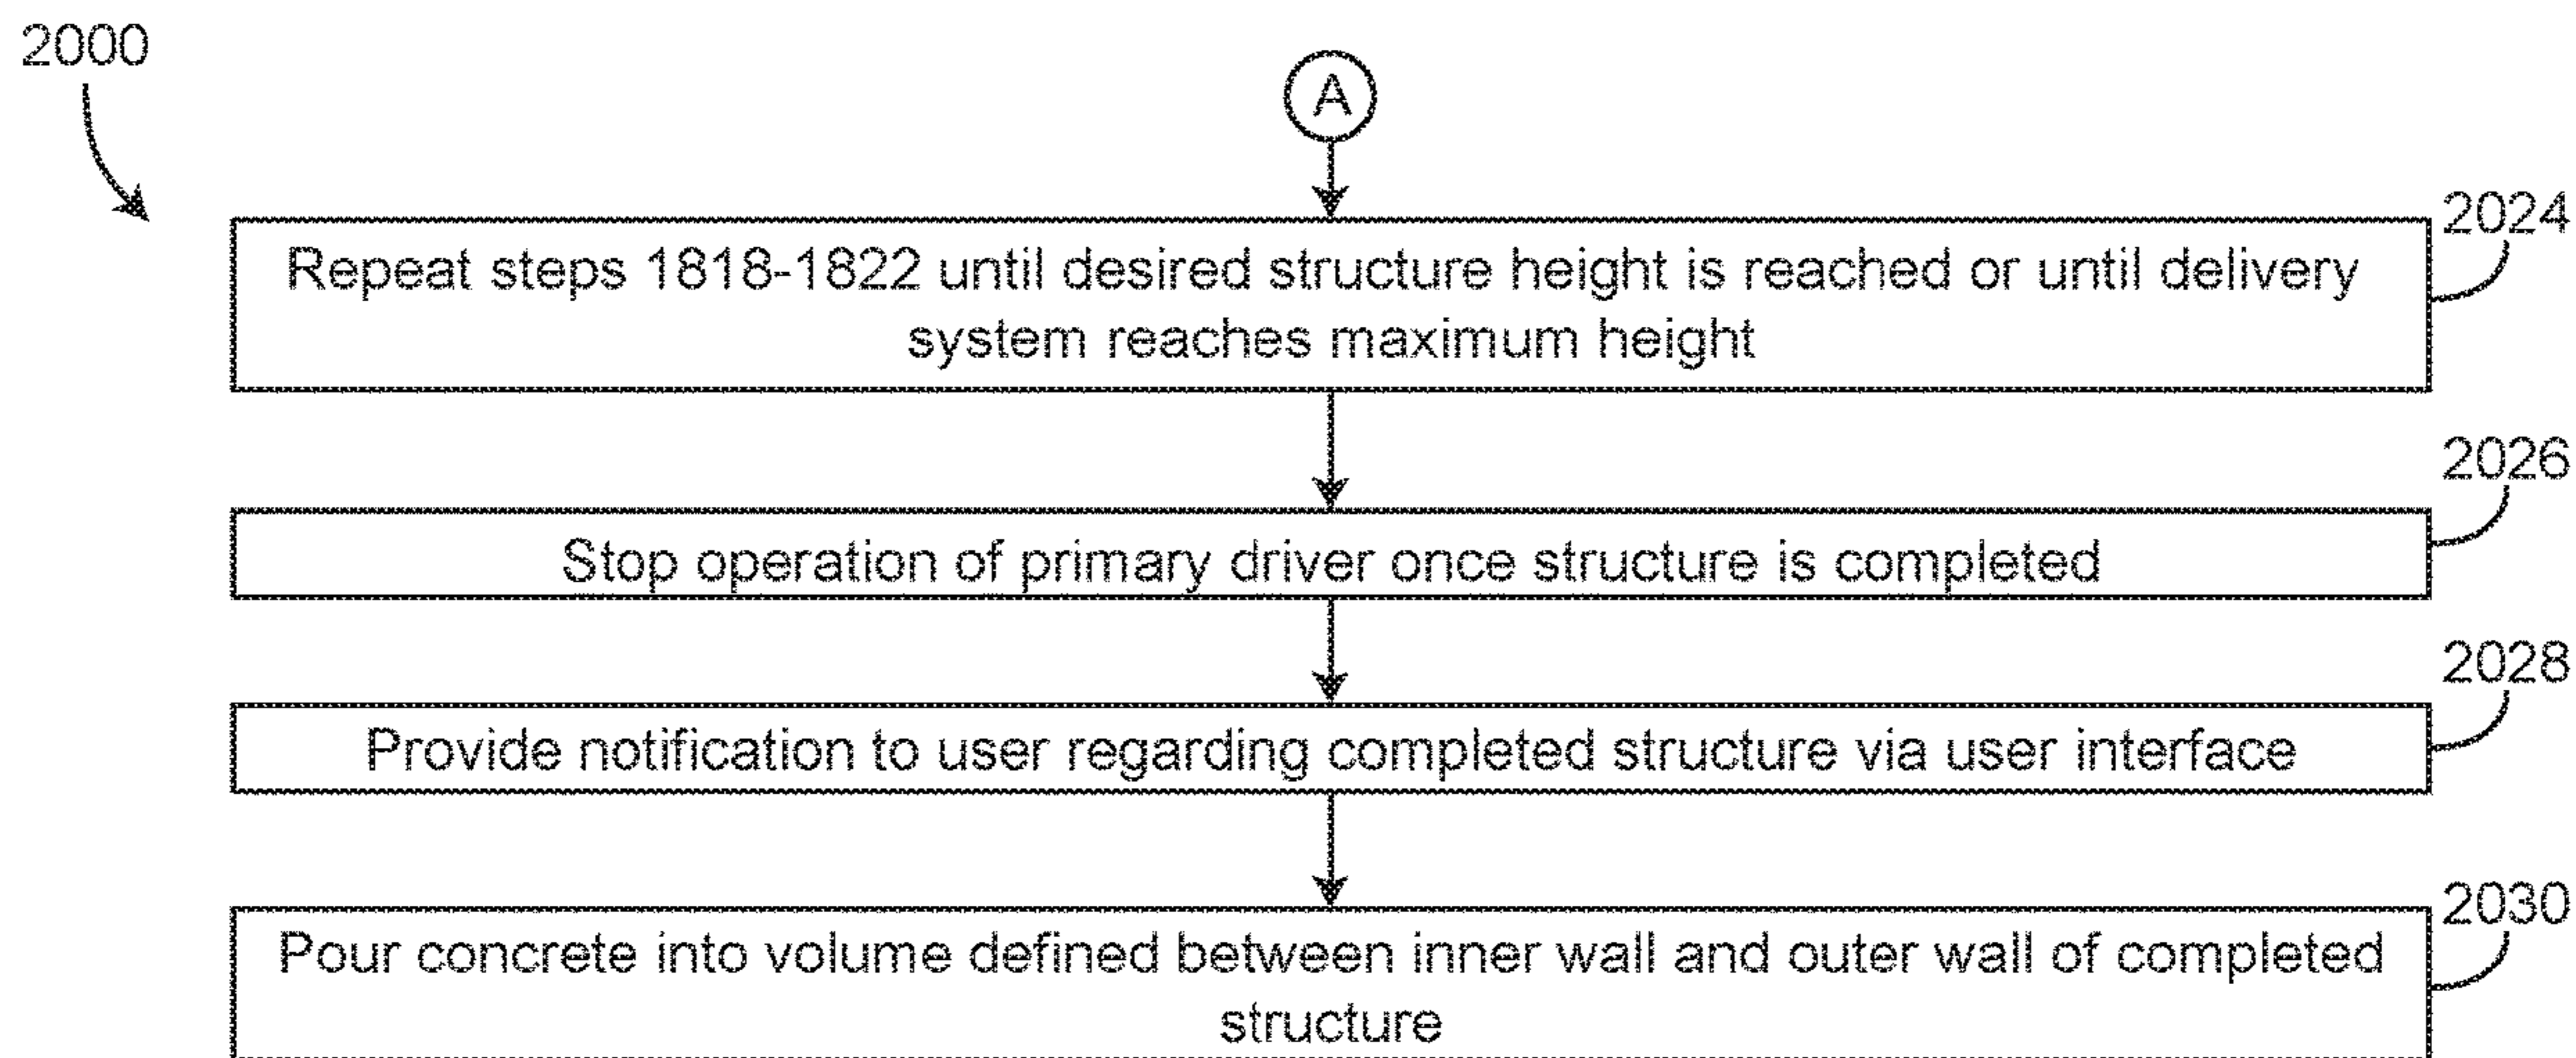 2000
A
2024
Repeat steps 1818-1822 until desired structure height is reached or until delivery
system reaches maximum height
2026
Stop operation of primary driver once structure is completed
2028
Provide notification to user regarding completed structure via user interface
2030
Pour concrete into volume defined between inner wall and outer wall of completed
structure